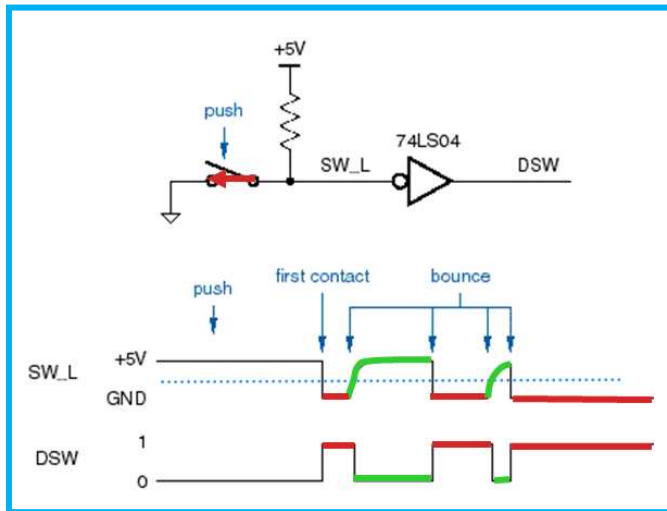 +5V
push
74LS04
SW_L
DSW
first contact
bounce
push
+5V
SW_L
GND
1
DSW
0